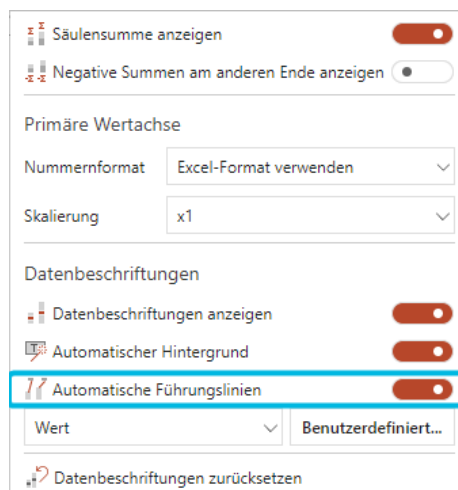 Säulensumme anzeigen
Negative Summen am anderen Ende anzeigen
Primäre Wertachse
Nummernformat Excel-Format verwenden
Skalierung x1
Datenbeschriftungen
Datenbeschriftungen anzeigen
Automatischer Hintergrund
Automatische Führungslinien
Wert Benutzerdefiniert...
Datenbeschriftungen zurücksetzen